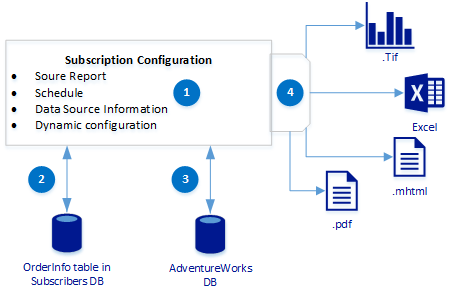 Subscription Configuration
Soure Report
Schedule
Data Source Information
Dynamic configuration
1
4
2
3
.Tif
Excel
.mhtml
.pdf
OrderInfo table in
Subscribers DB
AdventureWorks
DB